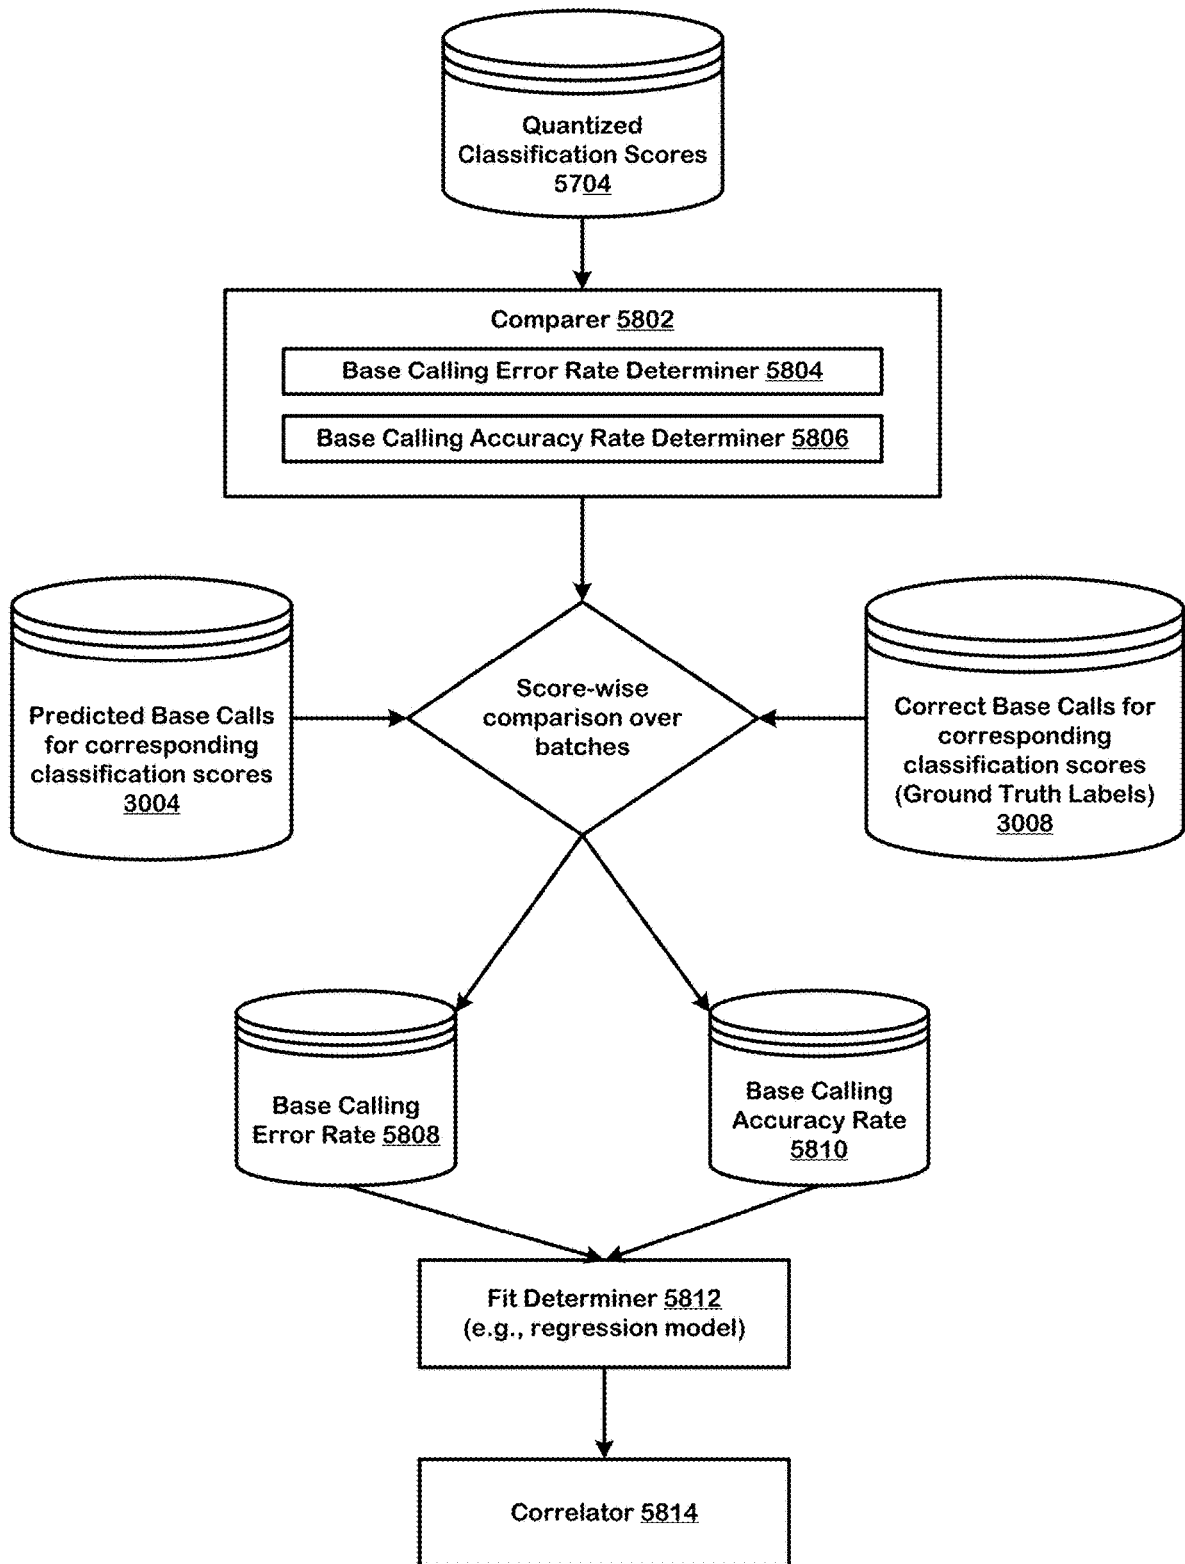 Quantized
Classification Scores
5704
Comparer 5802
Base Calling Error Rate Determiner 5804
Base Calling Accuracy Rate Determiner 5806
Predicted Base Calls
for corresponding
classification scores
3004
Score-wise
comparison over
batches
Correct Base Calls for
corresponding
classification scores
(Ground Truth Labels)
3008
Base Calling
Error Rate 5808
Base Calling
Accuracy Rate
5810
Fit Determiner 5812
(e.g., regression model)
Correlator 5814